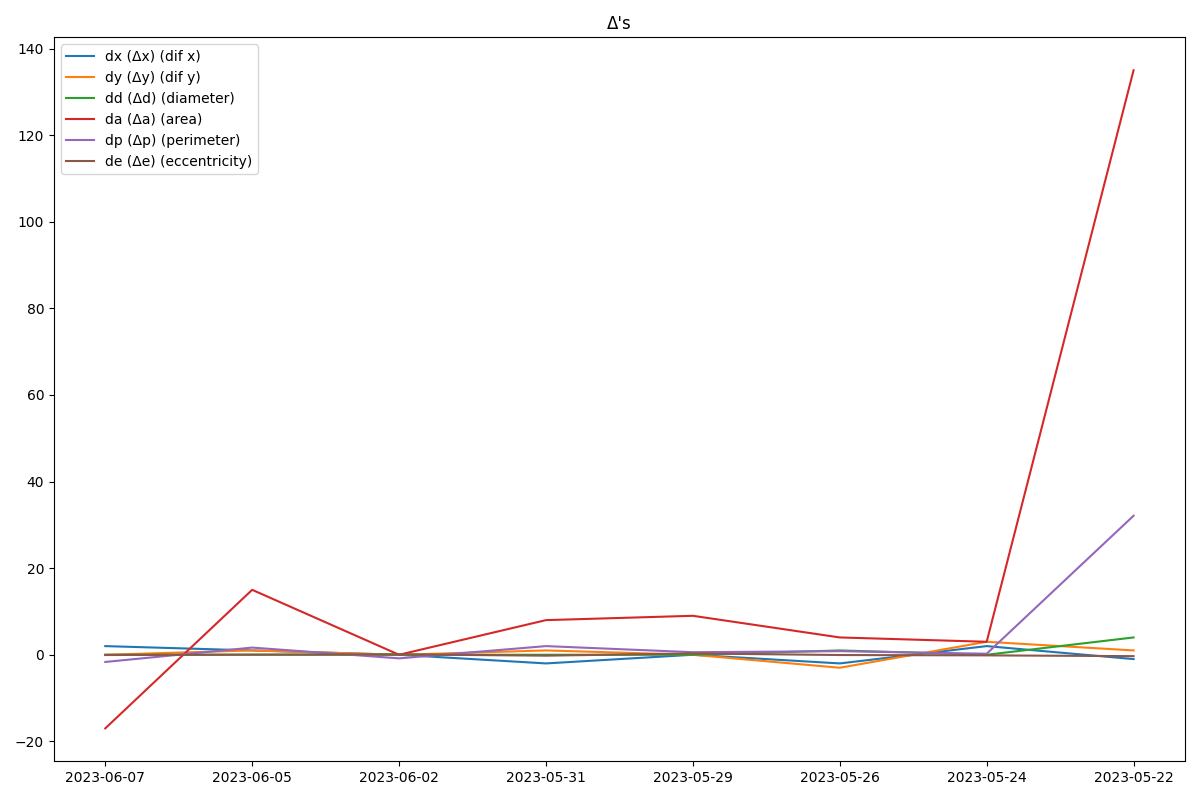 Δ's
dx (Δx) (dif x)
dy (Δy) (dif y)
dd (Δd) (diameter)
da (Δa) (area)
dp (Δp) (perimeter)
de (Δe) (eccentricity)
140
120
100
80
60
40
20
0
−20
2023-06-07 2023-06-05 2023-06-02 2023-05-31 2023-05-29 2023-05-26 2023-05-24 2023-05-22